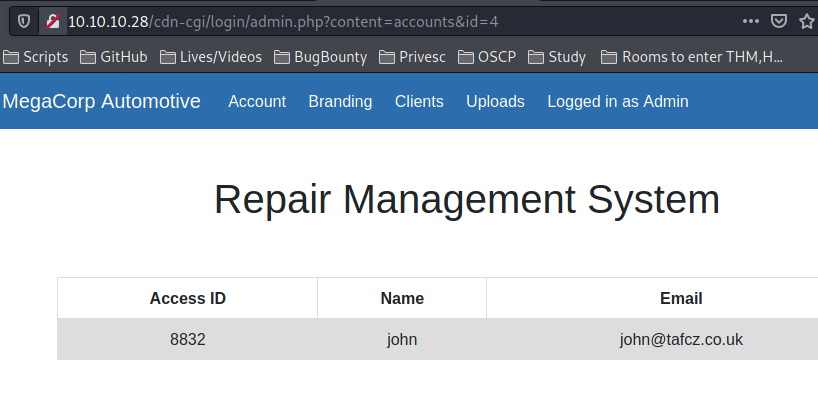 10.10.10.28/cdn-cgi/login/admin.php?content=accounts&id=4
Scripts GitHub Lives/Videos BugBounty Privesc OSCP Study Rooms to enter THM,H...
MegaCorp Automotive Account Branding Clients Uploads Logged in as Admin
Repair Management System
Access ID Name Email
8832 john john@tafcz.co.uk